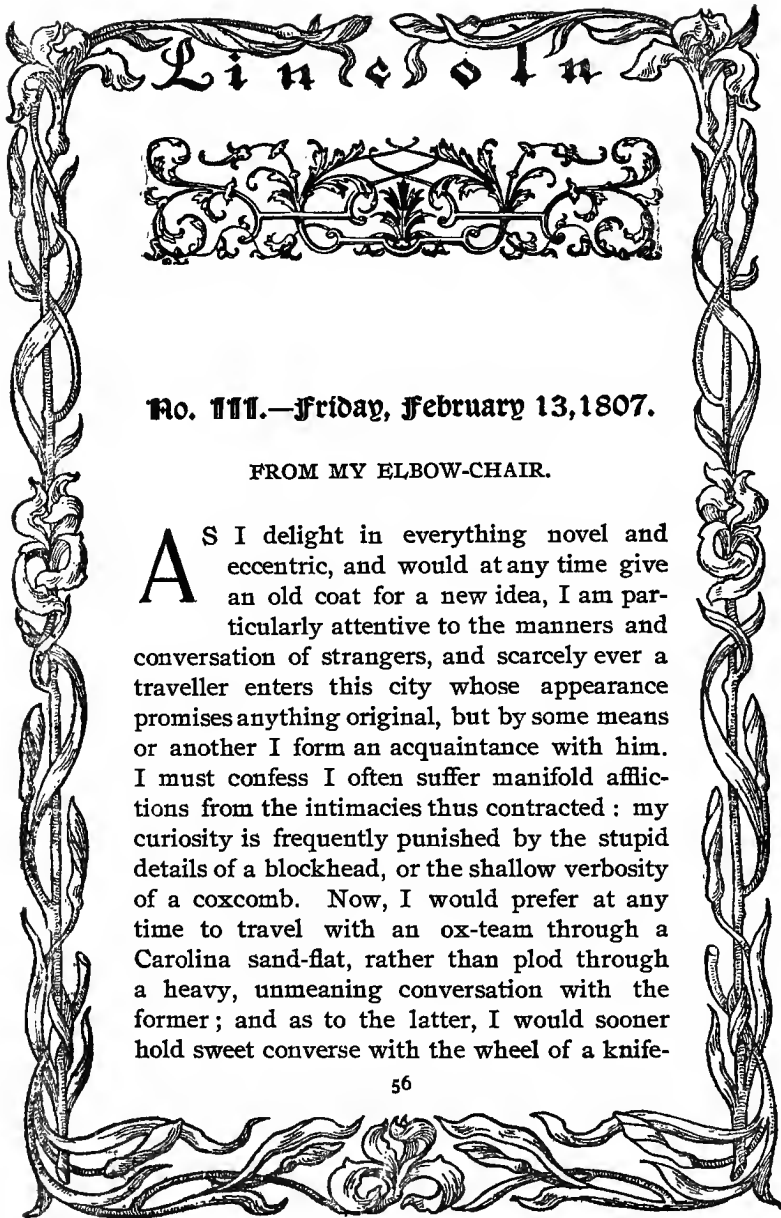 Lincoln
No. III.—Friday, February 13, 1807.
FROM MY ELBOW-CHAIR.
AS I delight in everything novel and
eccentric, and would at any time give
an old coat for a new idea, I am par-
ticularly attentive to the manners and
conversation of strangers, and scarcely ever a
traveller enters this city whose appearance
promises anything original, but by some means
or another I form an acquaintance with him.
I must confess I often suffer manifold afflic-
tions from the intimacies thus contracted : my
curiosity is frequently punished by the stupid
details of a blockhead, or the shallow verbosity
of a coxcomb. Now, I would prefer at any
time to travel with an ox-team through a
Carolina sand-flat, rather than plod through
a heavy, unmeaning conversation with the
former ; and as to the latter, I would sooner
hold sweet converse with the wheel of a knife-
56